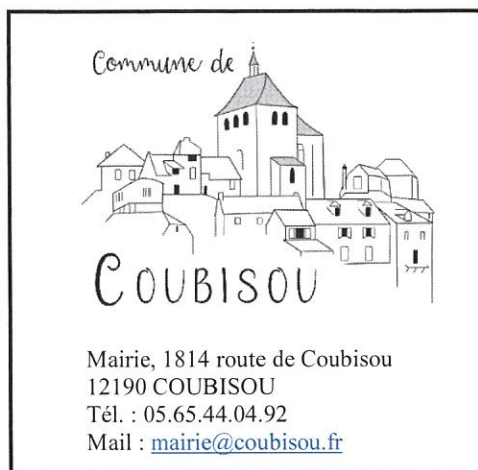 Commune de
COUBISOU
Mairie, 1814 route de Coubisou
12190 COUBISOU
Tél. : 05.65.44.04.92
Mail : mairie@coubisou.fr